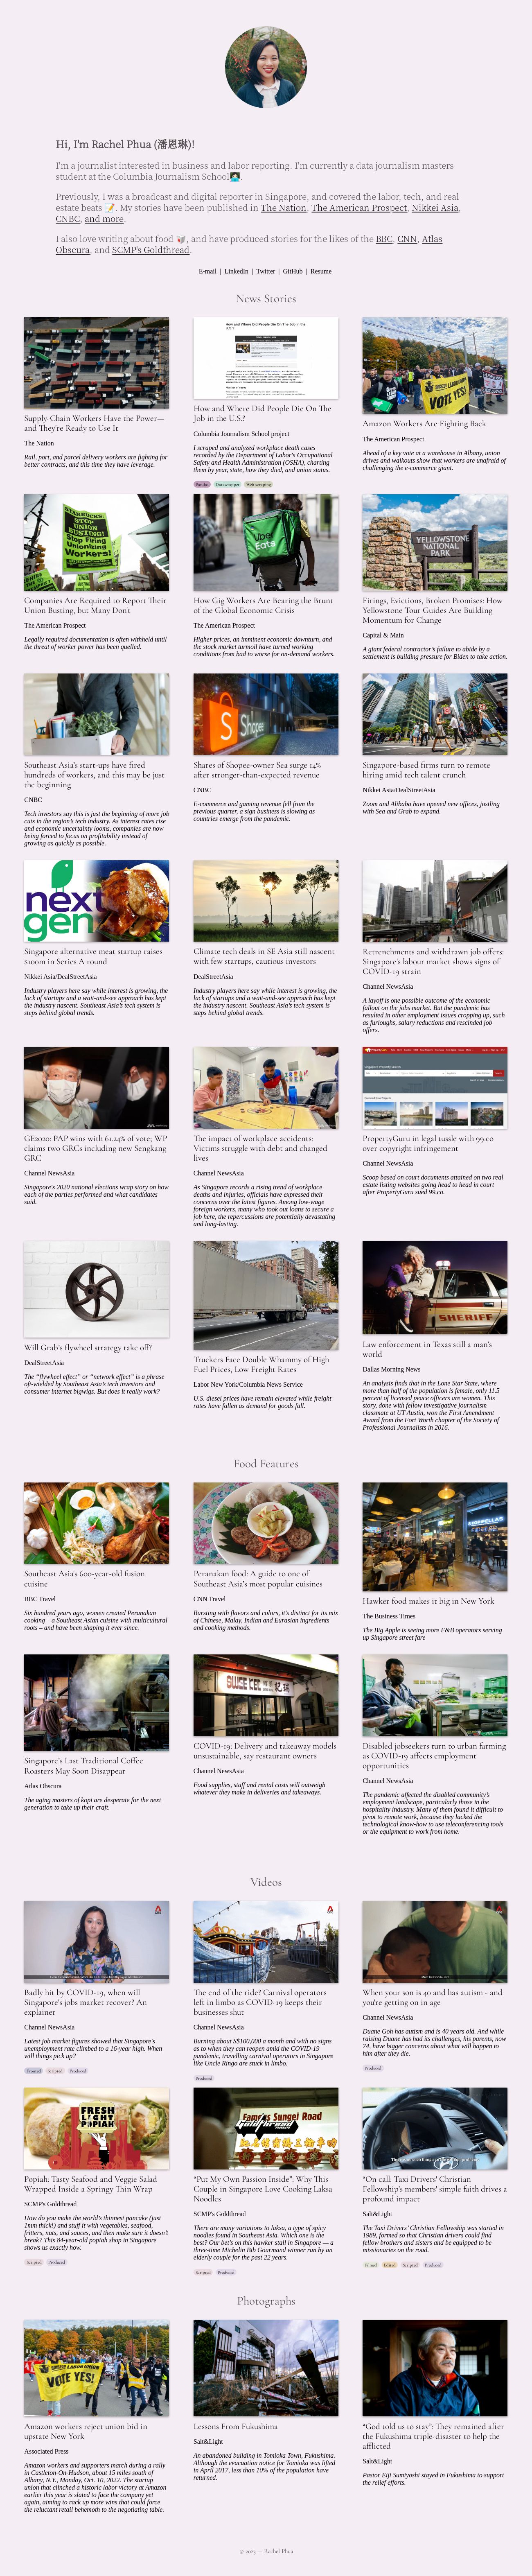 Hi, I'm Rachel Phua (潘恩琳)!
I'm a journalist interested in business and labor reporting. I'm currently a data journalism masters
student at the Columbia Journalism School👩🏻‍💻.
Previously, I was a broadcast and digital reporter in Singapore, and covered the labor, tech, and real
estate beats 📝. My stories have been published in The Nation, The American Prospect, Nikkei Asia,
CNBC, and more.
I also love writing about food 🥡, and have produced stories for the likes of the BBC, CNN, Atlas
Obscura, and SCMP's Goldthread.
E-mail | LinkedIn | Twitter | GitHub | Resume
News Stories
Supply-Chain Workers Have the Power—
and They're Ready to Use It
The Nation
Rail, port, and parcel delivery workers are fighting for
better contracts, and this time they have leverage.
How and Where Did People Die On The
Job in the U.S.?
Columbia Journalism School project
I scraped and analyzed workplace death cases
recorded by the Department of Labor's Occupational
Safety and Health Administration (OSHA), charting
them by year, state, how they died, and union status.
Pandas Datawrapper Web scraping
AMAZON LABOR UNION
VOTE YES!
Amazon Workers Are Fighting Back
The American Prospect
Ahead of a key vote at a warehouse in Albany, union
drives and walkouts show that workers are unafraid of
challenging the e-commerce giant.
STARBUCKS:
STOP
UNION
BUSTING!
Stop Firing
Unionizing
Workers!
Companies Are Required to Report Their
Union Busting, but Many Don't
The American Prospect
Legally required documentation is often withheld until
the threat of worker power has been quelled.
Uber
Eats
How Gig Workers Are Bearing the Brunt
of the Global Economic Crisis
The American Prospect
Higher prices, an imminent economic downturn, and
the stock market turmoil have turned working
conditions from bad to worse for on-demand workers.
YELLOWSTONE
NATIONAL
PARK
Firings, Evictions, Broken Promises: How
Yellowstone Tour Guides Are Building
Momentum for Change
Capital & Main
A giant federal contractor's failure to abide by a
settlement is building pressure for Biden to take action.
Southeast Asia's start-ups have fired
hundreds of workers, and this may be just
the beginning
CNBC
Tech investors say this is just the beginning of more job
cuts in the region's tech industry. As interest rates rise
and economic uncertainty looms, companies are now
being forced to focus on profitability instead of
growing as quickly as possible.
Shopee
Shares of Shopee-owner Sea surge 14%
after stronger-than-expected revenue
CNBC
E-commerce and gaming revenue fell from the
previous quarter, a sign business is slowing as
countries emerge from the pandemic.
Singapore-based firms turn to remote
hiring amid tech talent crunch
Nikkei Asia/DealStreetAsia
Zoom and Alibaba have opened new offices, jostling
with Sea and Grab to expand.
next
gen
Singapore alternative meat startup raises
$100m in Series A round
Nikkei Asia/DealStreetAsia
Industry players here say while interest is growing, the
lack of startups and a wait-and-see approach has kept
the industry nascent. Southeast Asia's tech system is
steps behind global trends.
Climate tech deals in SE Asia still nascent
with few startups, cautious investors
DealStreetAsia
Industry players here say while interest is growing, the
lack of startups and a wait-and-see approach has kept
the industry nascent. Southeast Asia's tech system is
steps behind global trends.
Retrenchments and withdrawn job offers:
Singapore's labour market shows signs of
COVID-19 strain
Channel NewsAsia
A layoff is one possible outcome of the economic
fallout on the jobs market. But the pandemic has
resulted in other employment issues cropping up, such
as furloughs, salary reductions and rescinded job
offers.
GE2020: PAP wins with 61.24% of vote; WP
claims two GRCs including new Sengkang
GRC
Channel NewsAsia
Singapore's 2020 national elections wrap story on how
each of the parties performed and what candidates
said.
The impact of workplace accidents:
Victims struggle with debt and changed
lives
Channel NewsAsia
As Singapore records a rising trend of workplace
deaths and injuries, officials have expressed their
concerns over the latest figures. Among low-wage
foreign workers, many who took out loans to secure a
job here, the repercussions are potentially devastating
and long-lasting.
PropertyGuru in legal tussle with 99.co
over copyright infringement
Channel NewsAsia
Scoop based on court documents attained on two real
estate listing websites going head to head in court
after PropertyGuru sued 99.co.
Will Grab's flywheel strategy take off?
DealStreetAsia
The "flywheel effect" or "network effect" is a phrase
oft-wielded by Southeast Asia's tech investors and
consumer internet bigwigs. But does it really work?
Truckers Face Double Whammy of High
Fuel Prices, Low Freight Rates
Labor New York/Columbia News Service
U.S. diesel prices have remain elevated while freight
rates have fallen as demand for goods fall.
SHERIFF
Law enforcement in Texas still a man's
world
Dallas Morning News
An analysis finds that in the Lone Star State, where
more than half of the population is female, only 11.5
percent of licensed peace officers are women. This
story, done with fellow investigative journalism
classmate at UT Austin, won the First Amendment
Award from the Fort Worth chapter of the Society of
Professional Journalists in 2016.
Food Features
Southeast Asia's 600-year-old fusion
cuisine
BBC Travel
Six hundred years ago, women created Peranakan
cooking – a Southeast Asian cuisine with multicultural
roots – and have been shaping it ever since.
Peranakan food: A guide to one of
Southeast Asia's most popular cuisines
CNN Travel
Bursting with flavors and colors, it's distinct for its mix
of Chinese, Malay, Indian and Eurasian ingredients
and cooking methods.
Hawker food makes it big in New York
The Business Times
The Big Apple is seeing more F&B operators serving
up Singapore street fare
Singapore's Last Traditional Coffee
Roasters May Soon Disappear
Atlas Obscura
The aging masters of kopi are desperate for the next
generation to take up their craft.
SWEE KEE
COVID-19: Delivery and takeaway models
unsustainable, say restaurant owners
Channel NewsAsia
Food supplies, staff and rental costs will outweigh
whatever they make in deliveries and takeaways.
Disabled jobseekers turn to urban farming
as COVID-19 affects employment
opportunities
Channel NewsAsia
The pandemic affected the disabled community's
employment landscape, particularly those in the
hospitality industry. Many of them found it difficult to
pivot to remote work, because they lacked the
technological know-how to use teleconferencing tools
or the equipment to work from home.
Videos
Badly hit by COVID-19, when will
Singapore's jobs market recover? An
explainer
Channel NewsAsia
Latest job market figures showed that Singapore's
unemployment rate climbed to a 16-year high. When
will things pick up?
Scripted Produced
The end of the ride? Carnival operators
left in limbo as COVID-19 keeps their
businesses shut
Channel NewsAsia
Burning about S$100,000 a month and with no signs
as to when they can reopen amid the COVID-19
pandemic, travelling carnival operators in Singapore
like Uncle Ringo are stuck in limbo.
Produced
When your son is 40 and has autism - and
you're getting on in age
Channel NewsAsia
Duane Goh has autism and is 40 years old. And while
raising Duane has had its challenges, his parents, now
74, have bigger concerns about what will happen to
him after they die.
Produced
FRESH
LIGHT
POPIAH
Popiah: Tasty Seafood and Veggie Salad
Wrapped Inside a Springy Thin Wrap
SCMP's Goldthread
How do you make the world's thinnest pancake (just
1mm thick!) and stuff it with vegetables, seafood,
fritters, nuts, and sauces, and then make sure it doesn't
break? This 84-year-old popiah shop in Singapore
shows us exactly how.
Scripted Produced
Famous Sungei Road
"Put My Own Passion Inside": Why This
Couple in Singapore Love Cooking Laksa
Noodles
SCMP's Goldthread
There are many variations to laksa, a type of spicy
noodles found in Southeast Asia. Which one is the
best? Our bet's on this hawker stall in Singapore — a
three-time Michelin Bib Gourmand winner run by an
elderly couple for the past 22 years.
Scripted Produced
"On call: Taxi Drivers' Christian
Fellowship's members' simple faith drives a
profound impact
Salt&Light
The Taxi Drivers' Christian Fellowship was started in
1989, formed so that Christian drivers could find
fellow brothers and sisters and be equipped to be
missionaries on the road.
Filmed Edited Scripted Produced
Photographs
AMAZON LABOR UNION
VOTE YES!
Amazon workers reject union bid in
upstate New York
Associated Press
Amazon workers and supporters march during a rally
in Castleton-On-Hudson, about 15 miles south of
Albany, N.Y., Monday, Oct. 10, 2022. The startup
union that clinched a historic labor victory at Amazon
earlier this year is slated to face the company yet
again, aiming to rack up more wins that could force
the reluctant retail behemoth to the negotiating table.
Lessons From Fukushima
Salt&Light
An abandoned building in Tomioka Town, Fukushima.
Although the evacuation notice for Tomioka was lifted
in April 2017, less than 10% of the population have
returned.
"God told us to stay": They remained after
the Fukushima triple-disaster to help the
afflicted
Salt&Light
Pastor Eiji Sumiyoshi stayed in Fukushima to support
the relief efforts.
© 2023 — Rachel Phua